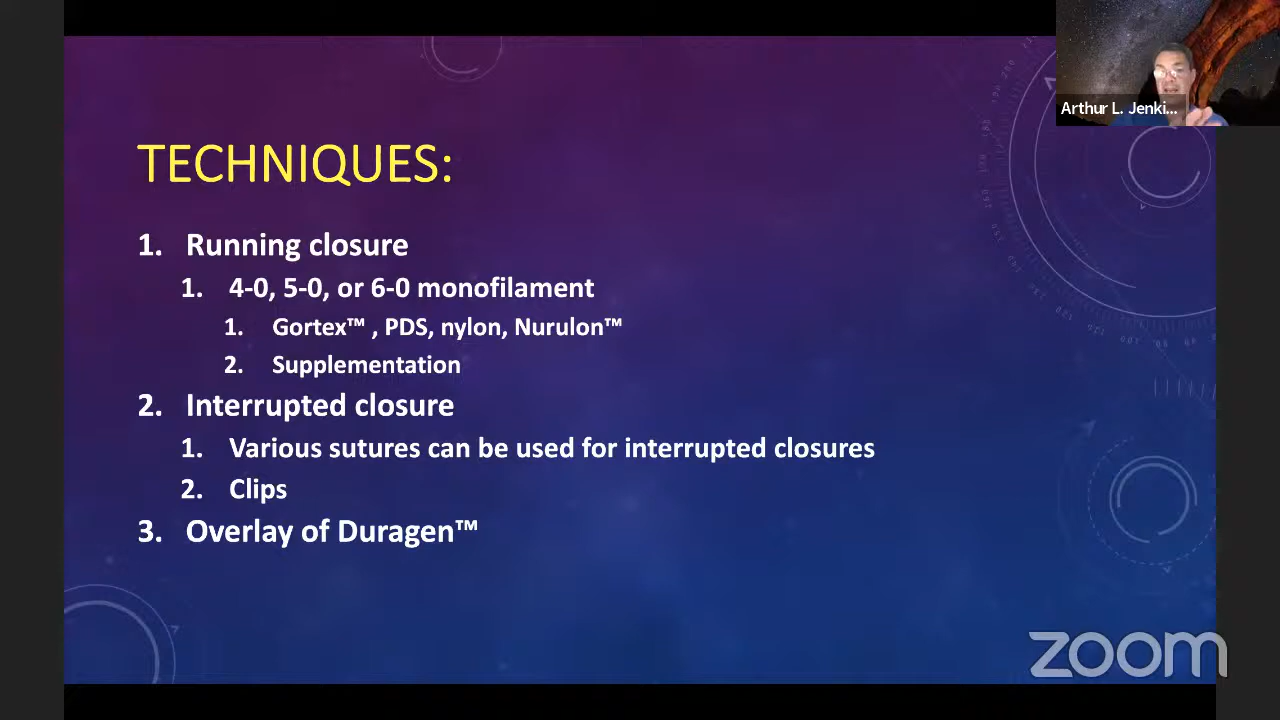 Arthur L. Jenki...
TECHNIQUES:
1. Running closure
1. 4-0, 5-0, or 6-0 monofilament
1. Gortex™ , PDS, nylon, Nurulon™
2. Supplementation
2. Interrupted closure
1. Various sutures can be used for interrupted closures
2. Clips
3. Overlay of Duragen™
zoom